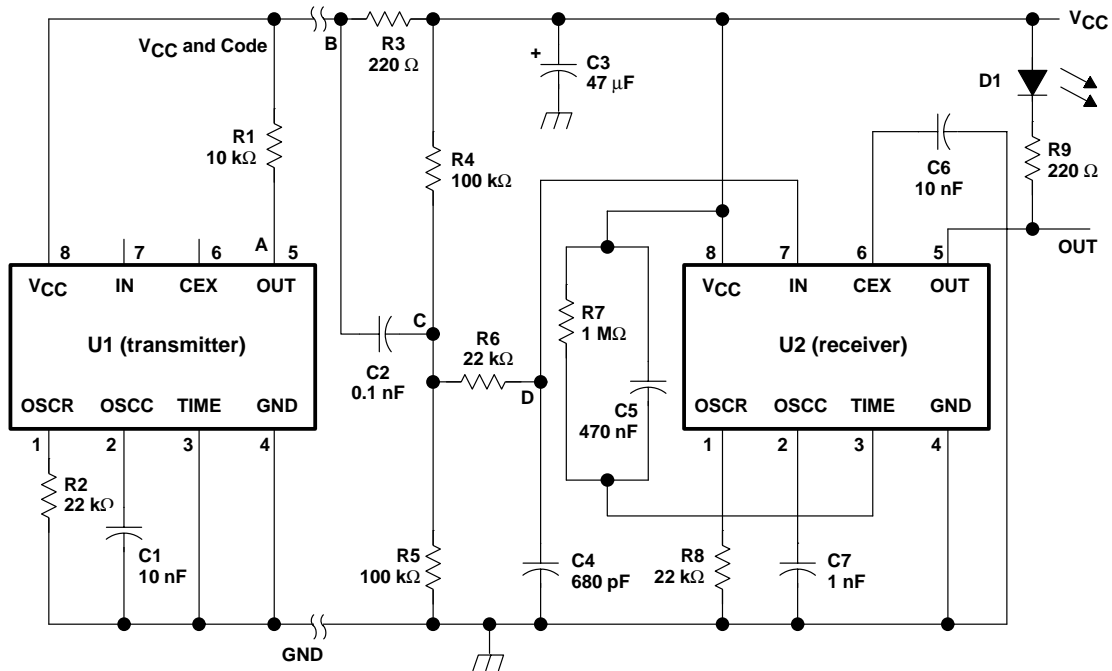 VCC and Code
B
R3
220 Ω
VCC
+
C3
47 µF
D1
R1
10 kΩ
R4
100 kΩ
C6
10 nF
R9
220 Ω
OUT
8
7
6
A
5
VCC
IN
CEX
OUT
U1 (transmitter)
OSCR
OSCC
TIME
GND
1
2
3
4
R2
22 kΩ
C1
10 nF
C
C2
0.1 nF
R6
22 kΩ
D
R7
1 MΩ
C5
470 nF
8
7
6
5
VCC
IN
CEX
OUT
U2 (receiver)
OSCR
OSCC
TIME
GND
1
2
3
4
R5
100 kΩ
C4
680 pF
R8
22 kΩ
C7
1 nF
GND